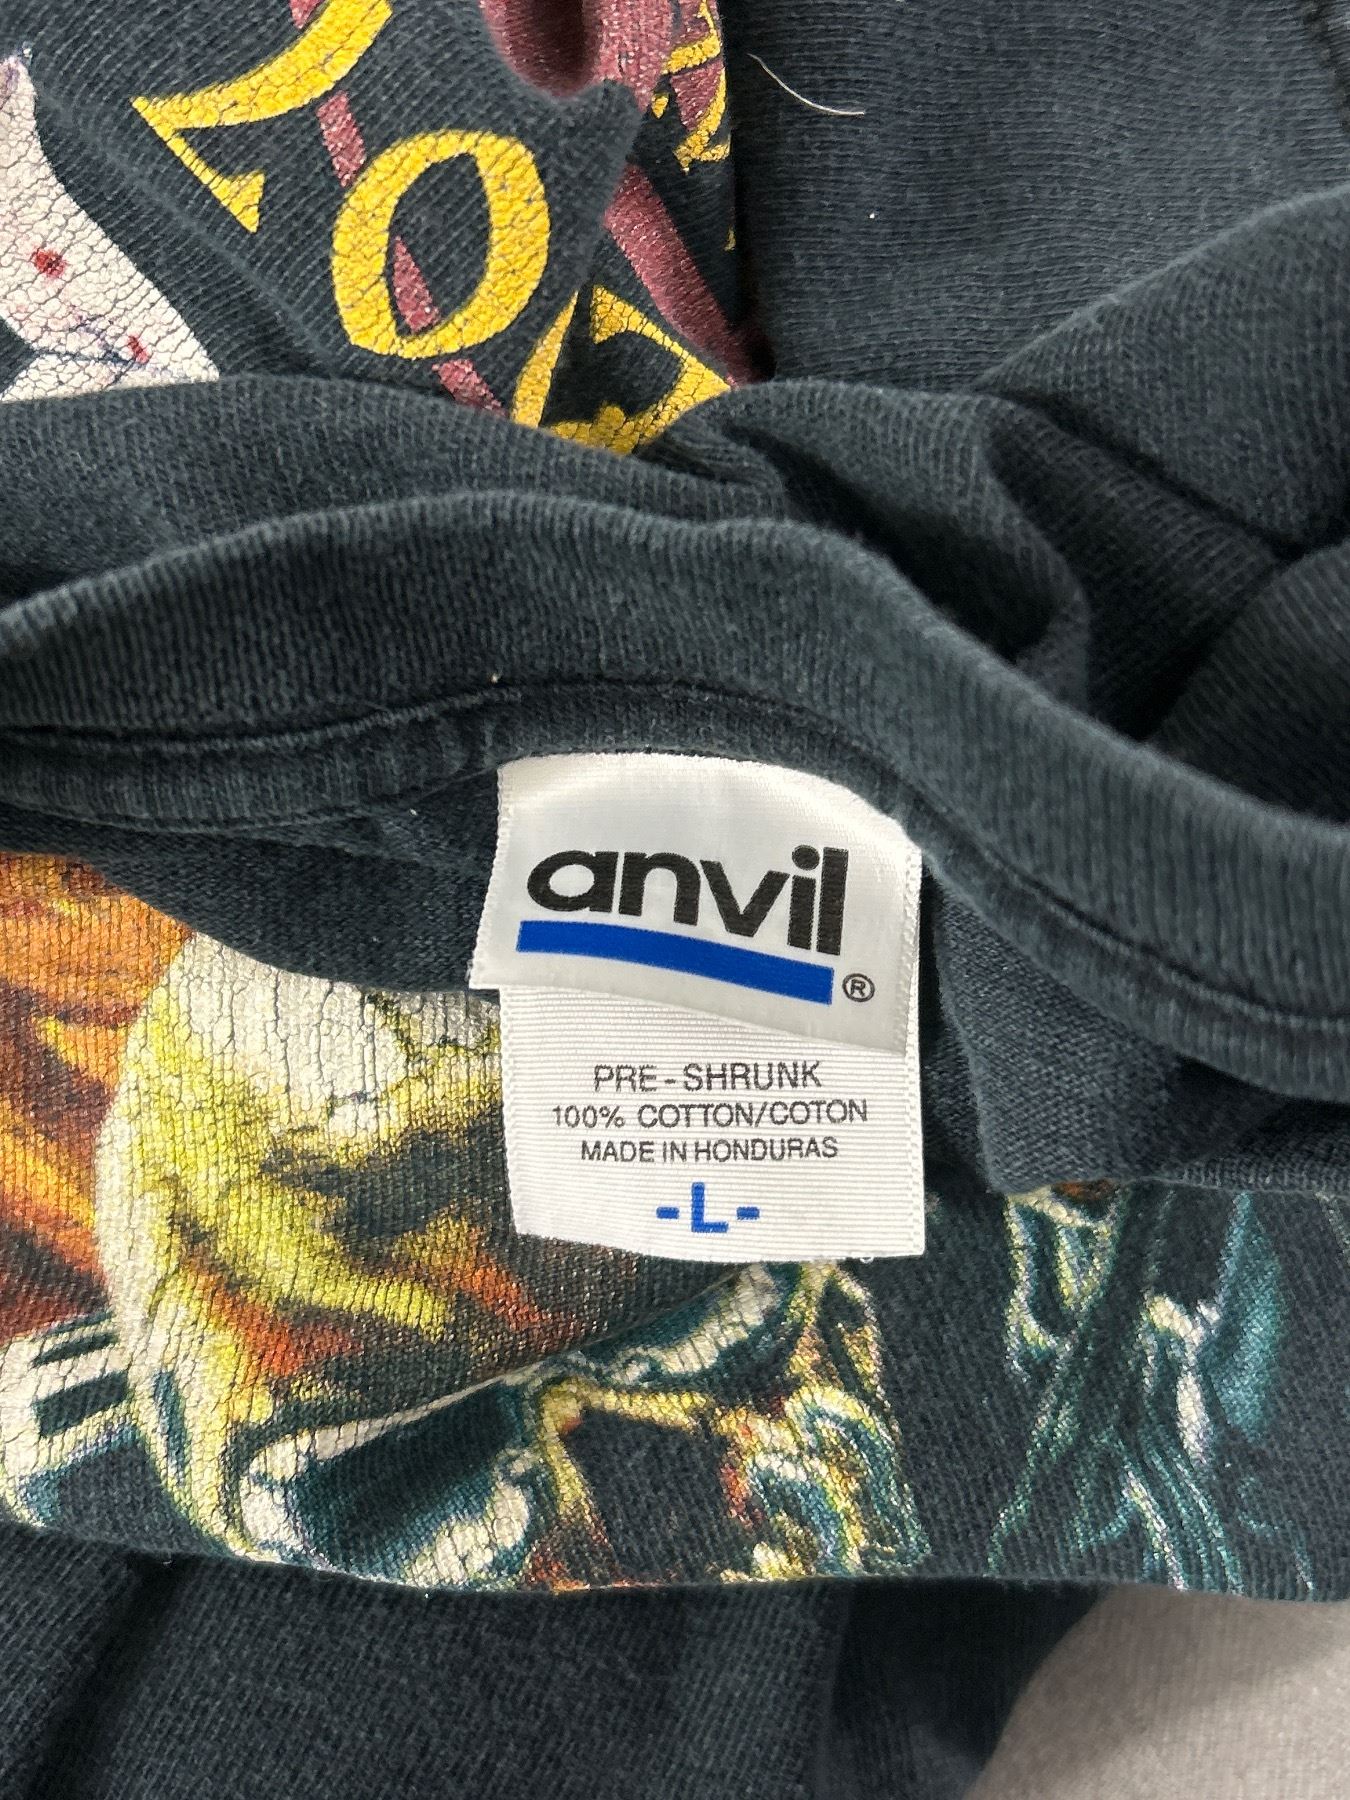 anvil
®
PRE-SHRUNK
100% COTTON/COTON
MADE IN HONDURAS
-L-